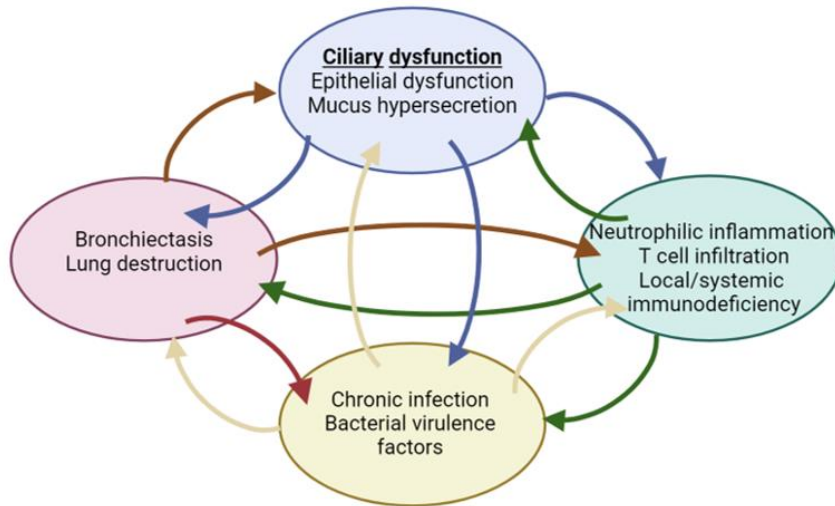 Ciliary dysfunction
Epithelial dysfunction
Mucus hypersecretion
Bronchiectasis
Lung destruction
Neutrophilic inflammation
T cell infiltration
Local/systemic
immunodeficiency
Chronic infection
Bacterial virulence
factors